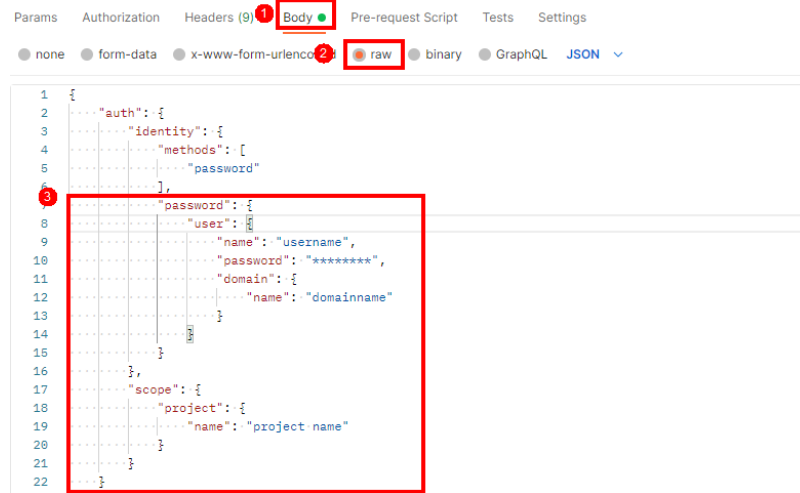 Params Authorization Headers (9) 1 Body Pre-request Script Tests Settings
none form-data x-www-form-urlenco 2 raw binary GraphQL JSON
1 {
2 "auth": {
3 "identity": {
4 "methods": [
5 "password"
6 ],
3
7 "password": {
8 "user": {
9 "name": "username",
10 "password": "********",
11 "domain": {
12 "name": "domainname"
13 }
14 }
15 }
16 },
17 "scope": {
18 "project": {
19 "name": "project name"
20 }
21 }
22 }